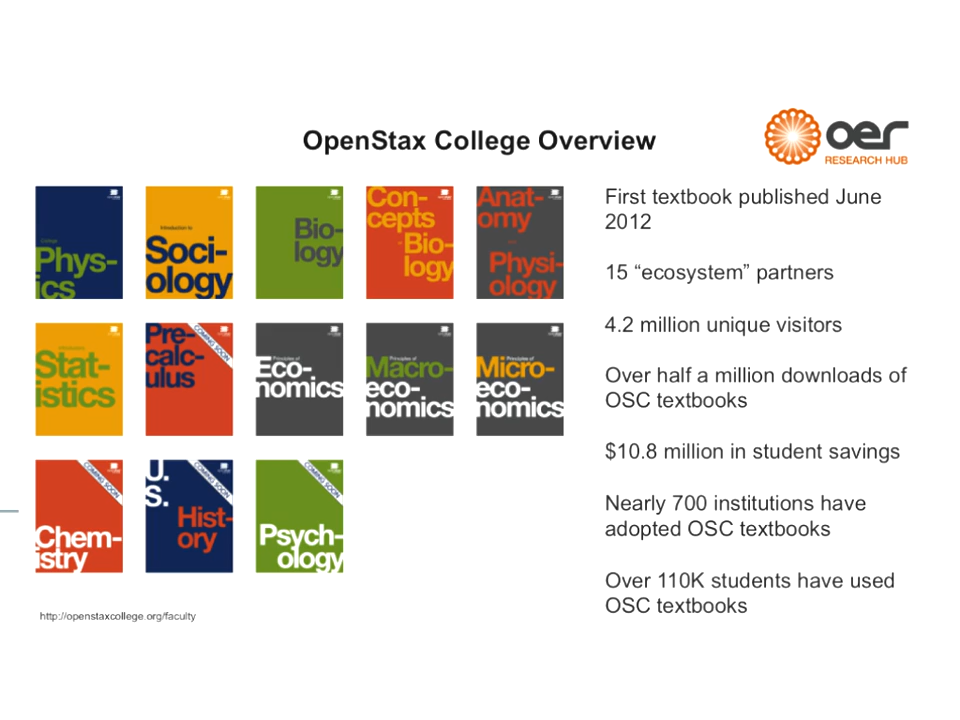 OpenStax College Overview
oer
RESEARCH HUB
College
Phys-
ics
Introduction to
Soci-
ology
Bio-
logy
Con-
cepts
of Bio-
logy
Anat-
omy
and
Physi-
ology
Introductory
Stat-
istics
Pre-
calc-
ulus
COMING SOON
Principles of
Eco-
nomics
Principles of
Macro-
eco-
nomics
Principles of
Micro-
eco-
nomics
COMING SOON
Chem-
istry
U.
S.
Hist-
ory
COMING SOON
COMING SOON
Psych-
ology
http://openstaxcollege.org/faculty
First textbook published June
2012
15 “ecosystem” partners
4.2 million unique visitors
Over half a million downloads of
OSC textbooks
$10.8 million in student savings
Nearly 700 institutions have
adopted OSC textbooks
Over 110K students have used
OSC textbooks